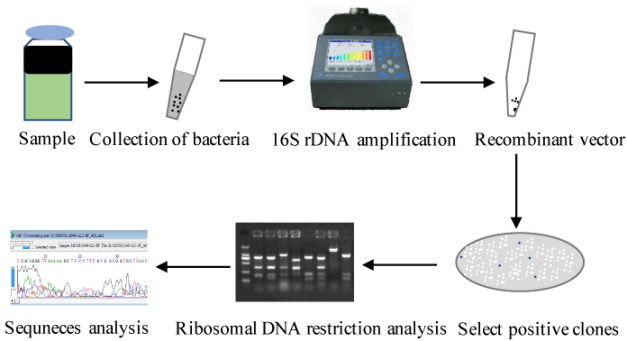 Sample
Collection of bacteria
16S rDNA amplification
Recombinant vector
Sequneces analysis
Ribosomal DNA restriction analysis
Select positive clones